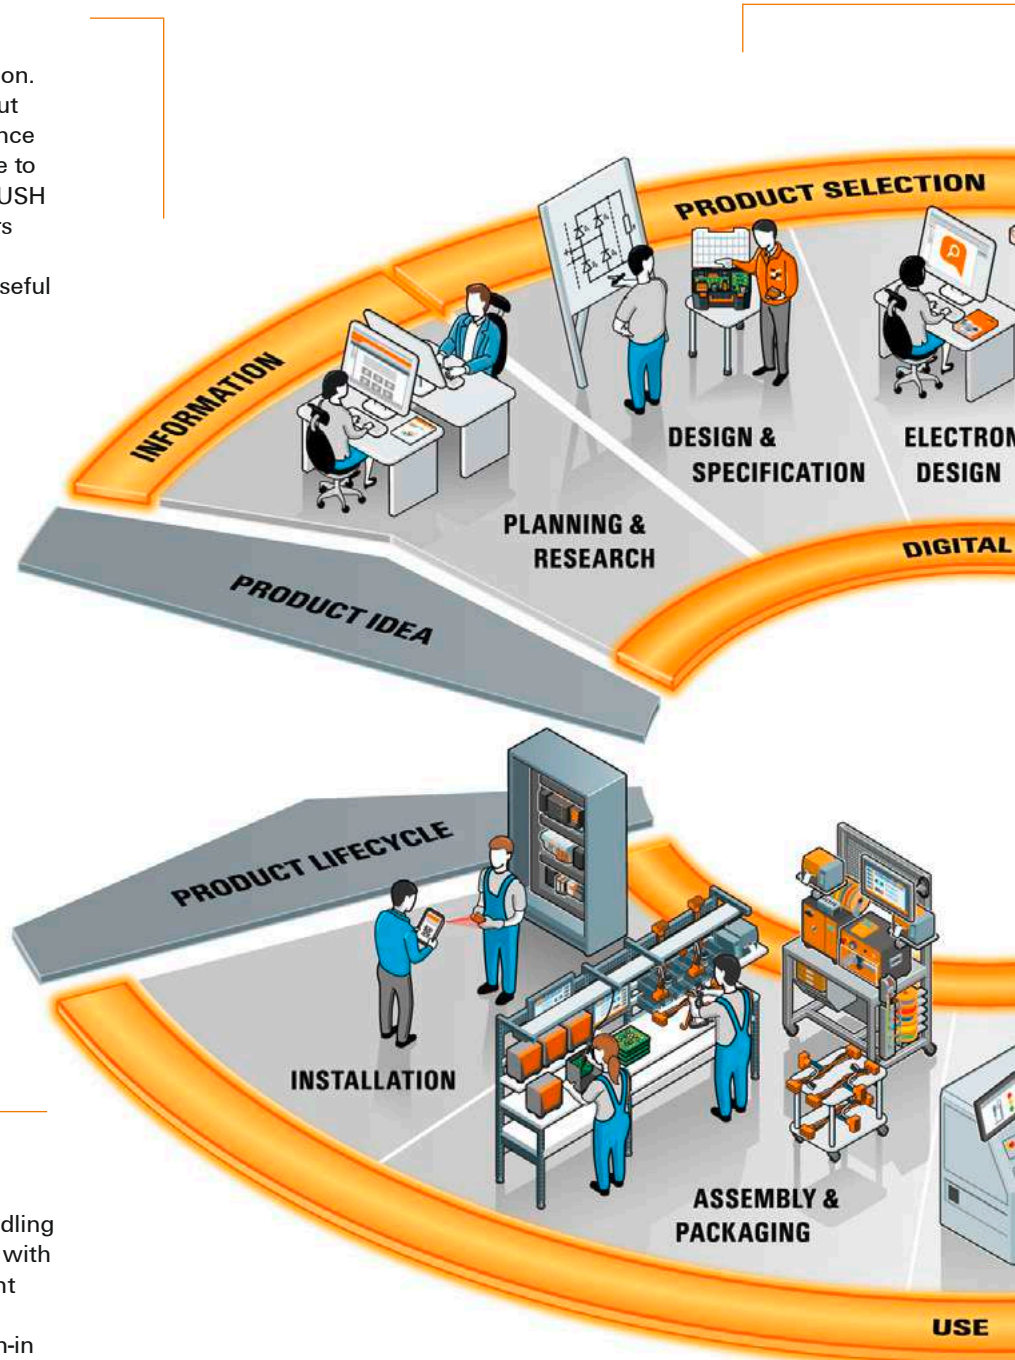 on.
ut
nce
e to
USH
rs
seful
PRODUCT SELECTION
INFORMATION
DESIGN &
SPECIFICATION
ELECTRON
DESIGN
PLANNING &
RESEARCH
DIGITAL
PRODUCT IDEA
PRODUCT LIFECYCLE
INSTALLATION
ASSEMBLY &
PACKAGING
USE
dling
with
nt
n-in